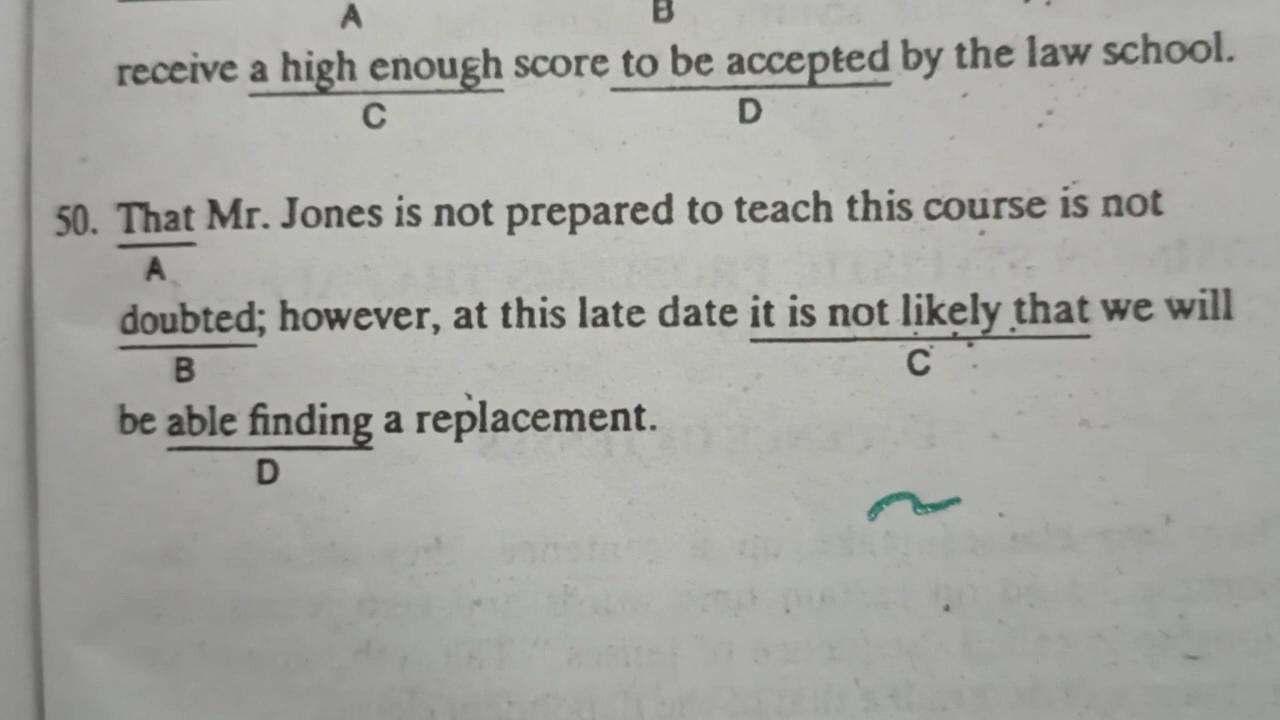 A B
receive a high enough score to be accepted by the law school.
C D
50. That Mr. Jones is not prepared to teach this course is not
A
doubted; however, at this late date it is not likely that we will
B C
be able finding a replacement.
D